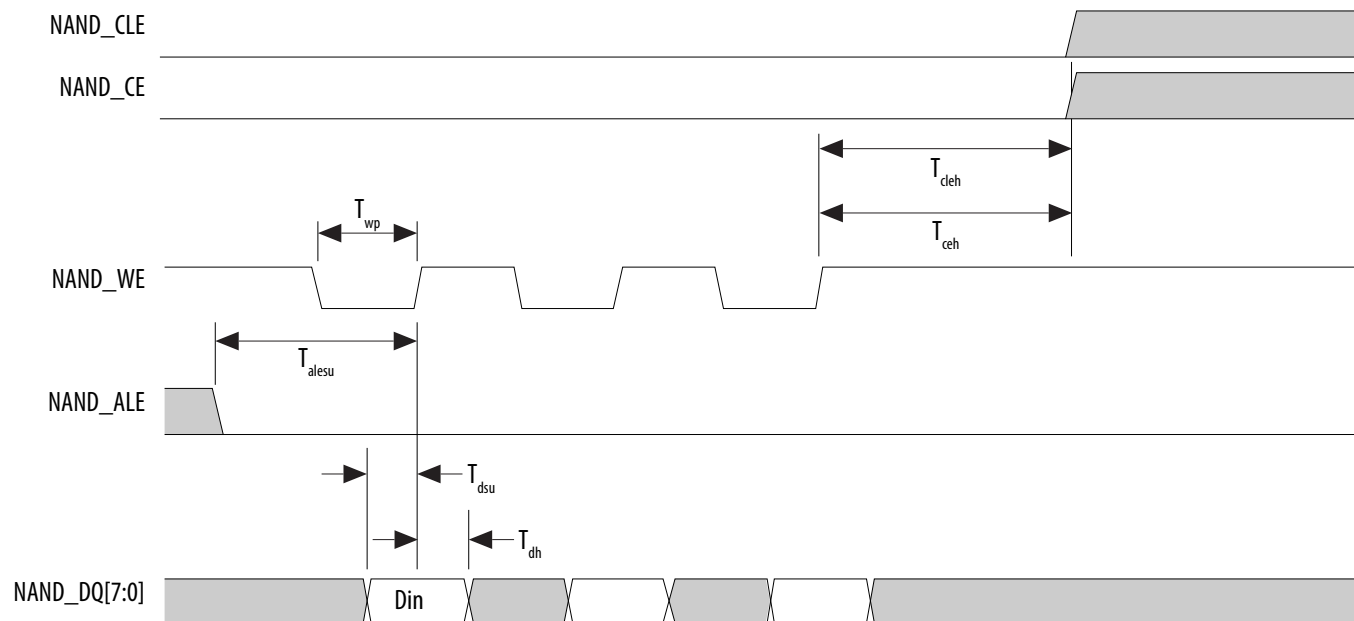 NAND_CLE
NAND_CE
T_cleh
T_wp
T_ceh
NAND_WE
T_alesu
NAND_ALE
T_dsu
T_dh
NAND_DQ[7:0]
Din